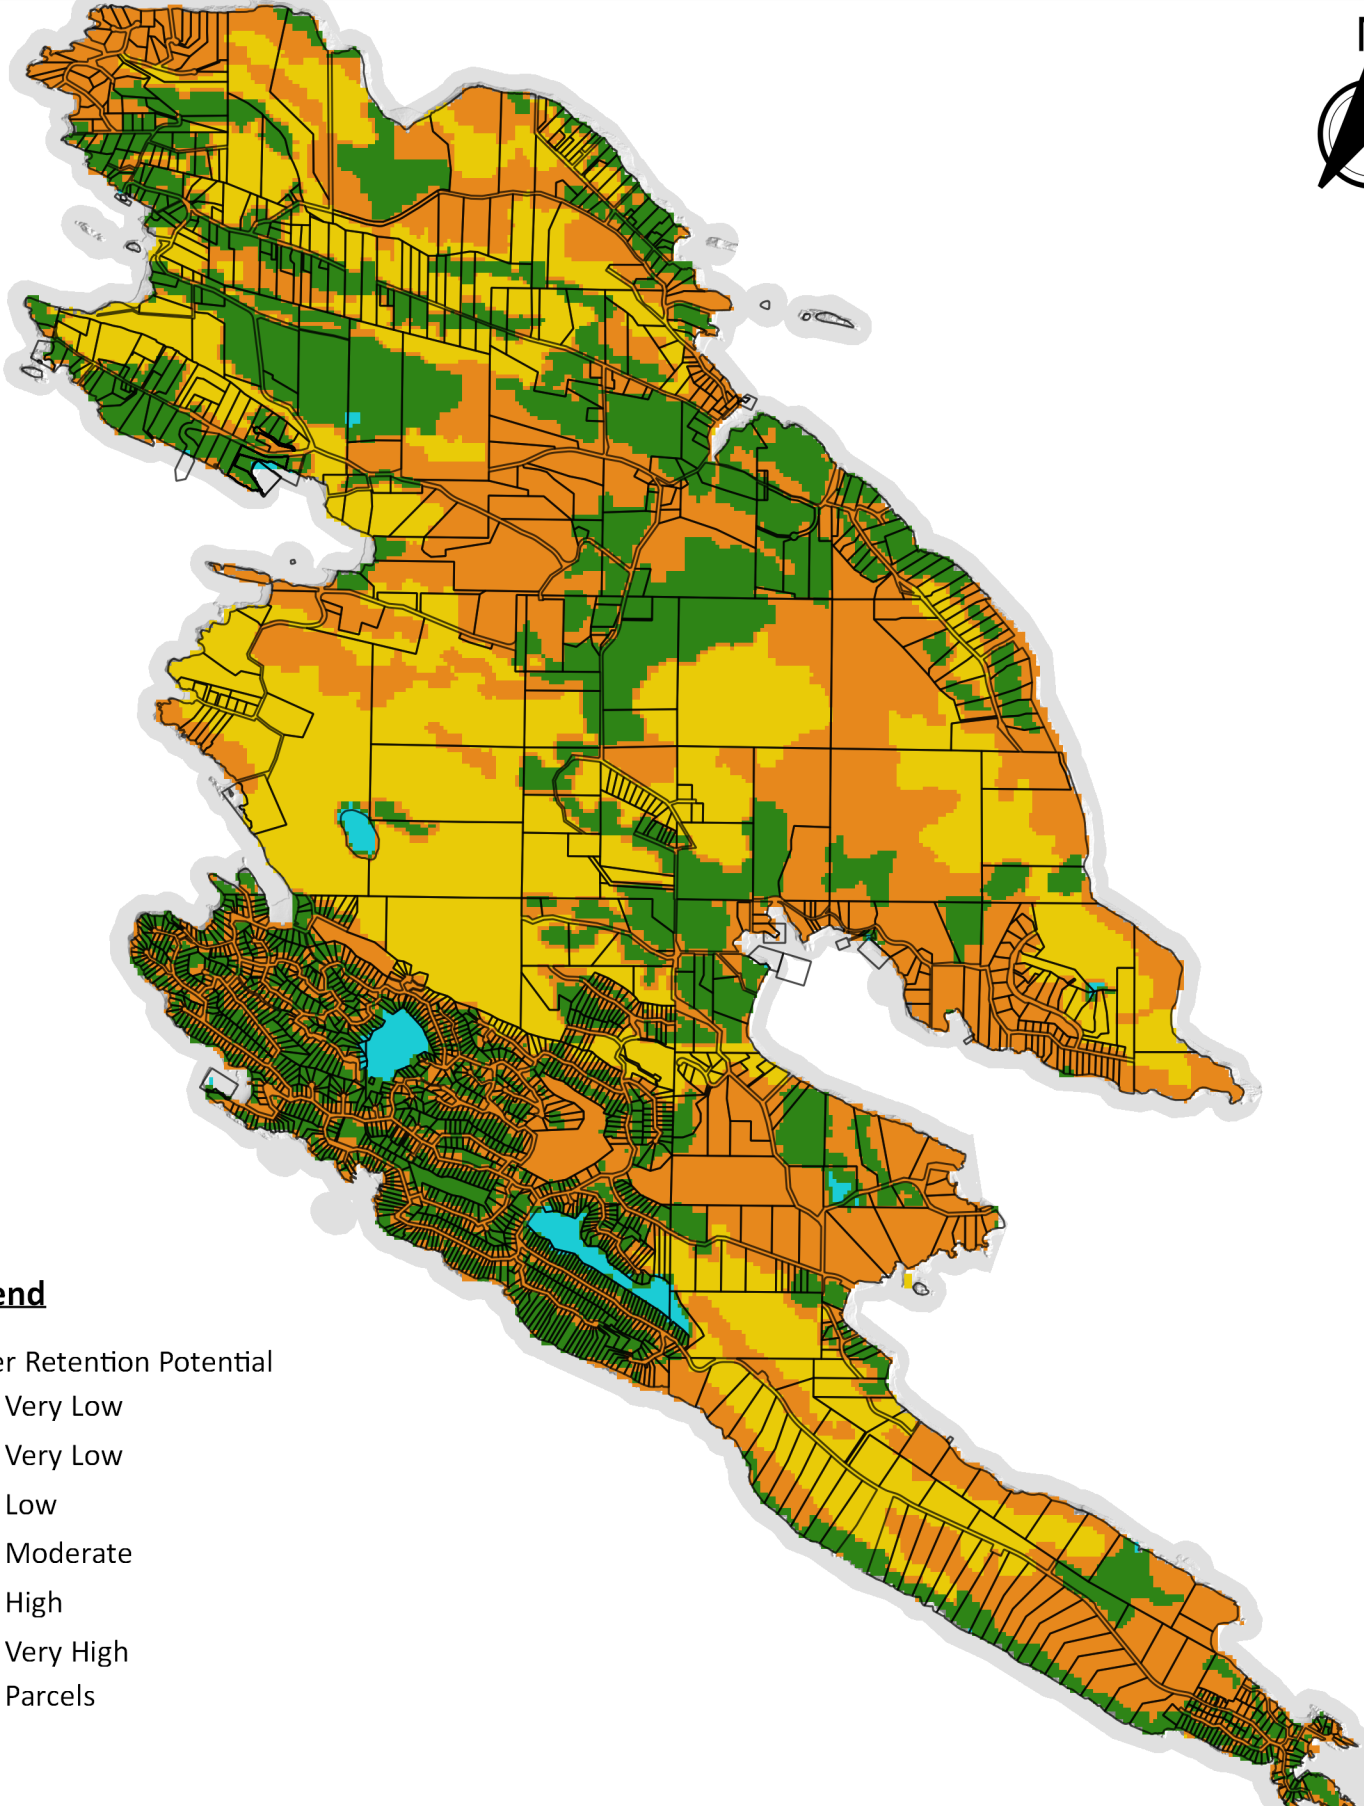 end
er Retention Potential
Very Low
Very Low
Low
Moderate
High
Very High
Parcels